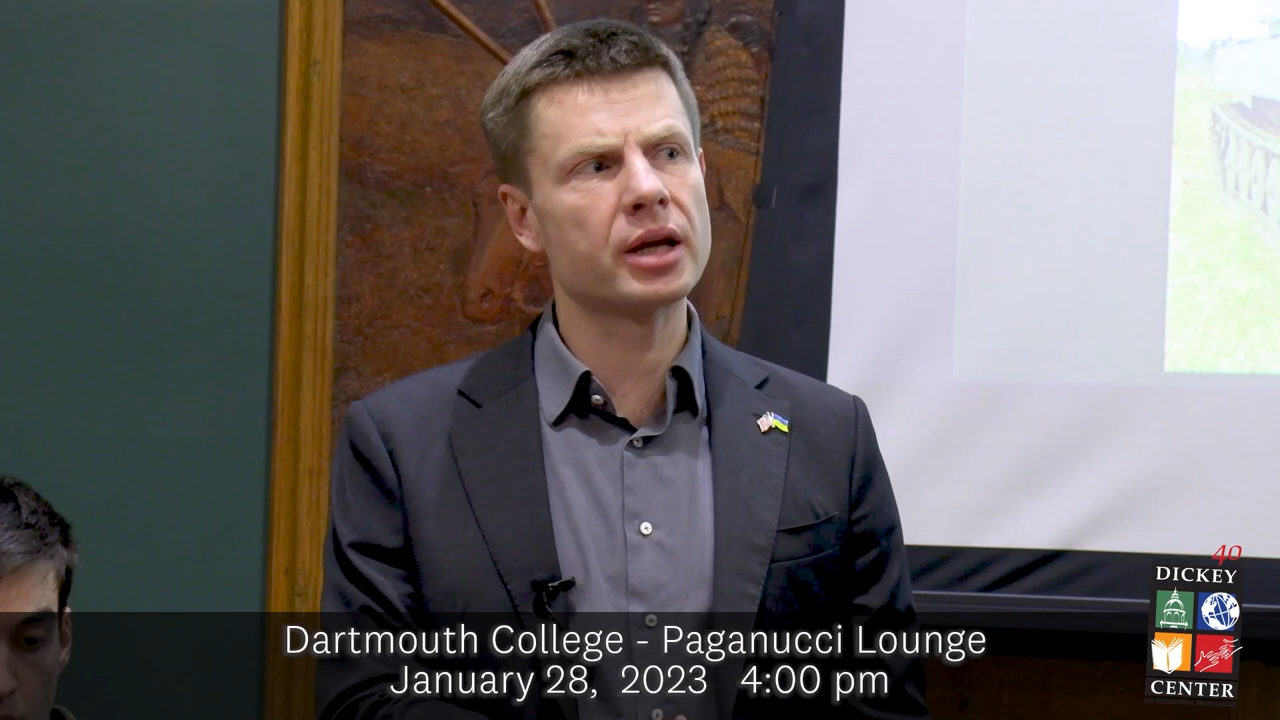 40
DICKEY
CENTER
Dartmouth College - Paganucci Lounge
January 28, 2023 4:00 pm